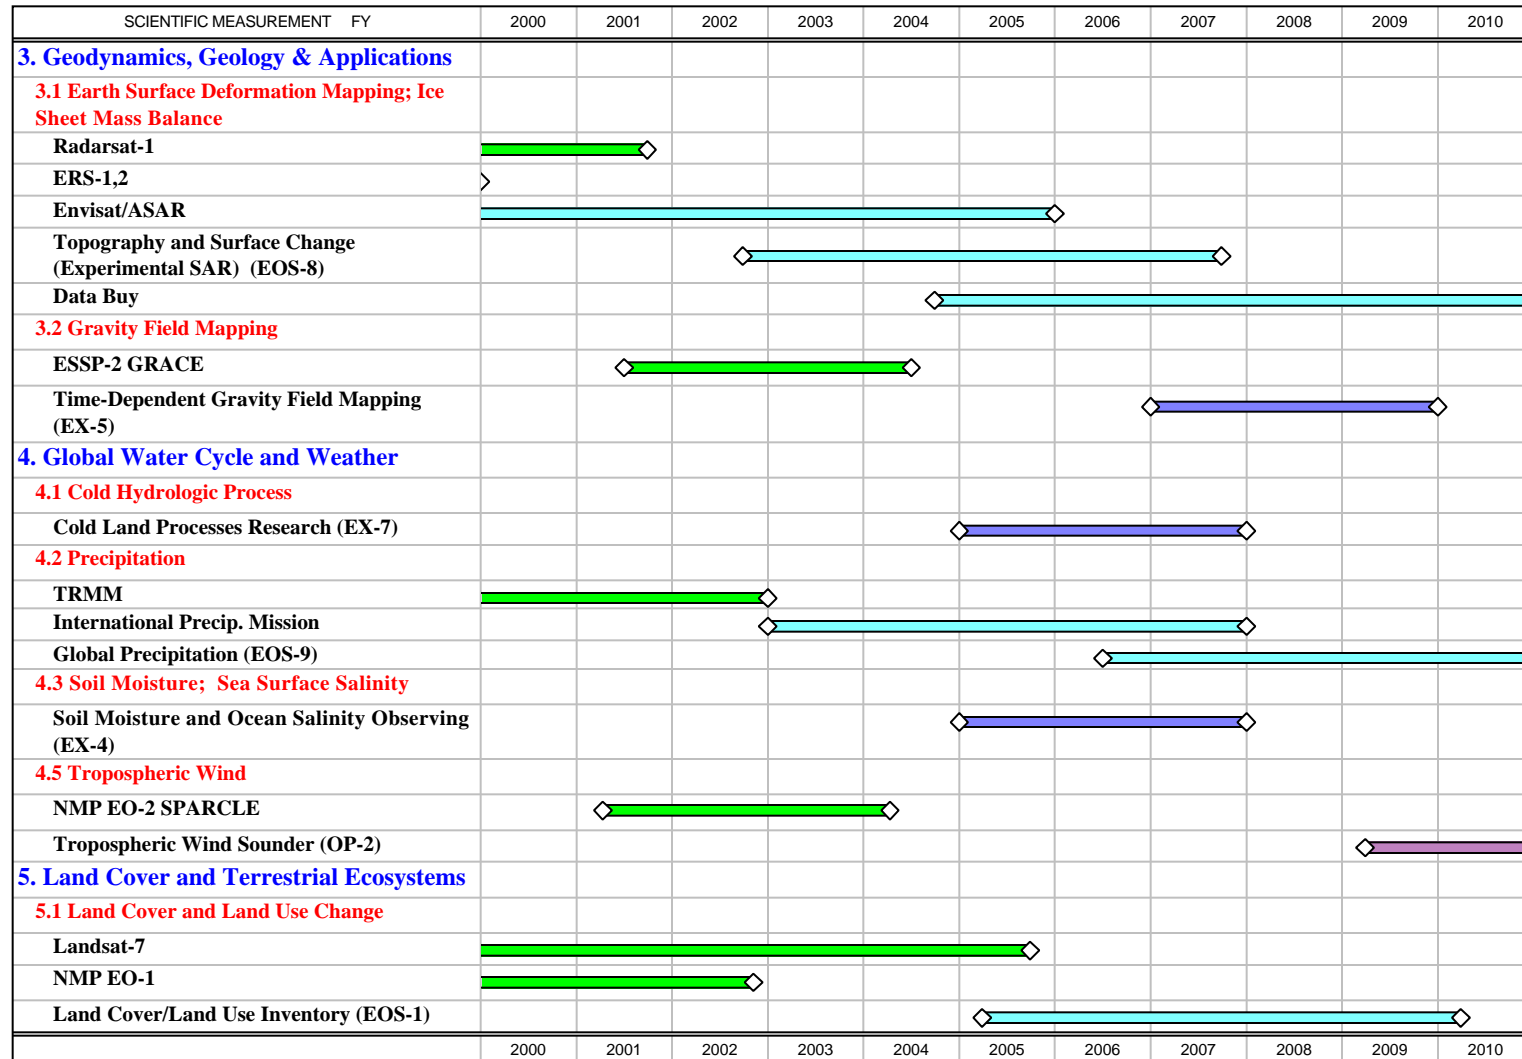 SCIENTIFIC MEASUREMENT FY 2000 2001 2002 2003 2004 2005 2006 2007 2008 2009 2010
3. Geodynamics, Geology & Applications
3.1 Earth Surface Deformation Mapping; Ice
Sheet Mass Balance
Radarsat-1
ERS-1,2
Envisat/ASAR
Topography and Surface Change
(Experimental SAR) (EOS-8)
Data Buy
3.2 Gravity Field Mapping
ESSP-2 GRACE
Time-Dependent Gravity Field Mapping
(EX-5)
4. Global Water Cycle and Weather
4.1 Cold Hydrologic Process
Cold Land Processes Research (EX-7)
4.2 Precipitation
TRMM
International Precip. Mission
Global Precipitation (EOS-9)
4.3 Soil Moisture; Sea Surface Salinity
Soil Moisture and Ocean Salinity Observing
(EX-4)
4.5 Tropospheric Wind
NMP EO-2 SPARCLE
Tropospheric Wind Sounder (OP-2)
5. Land Cover and Terrestrial Ecosystems
5.1 Land Cover and Land Use Change
Landsat-7
NMP EO-1
Land Cover/Land Use Inventory (EOS-1)
2000 2001 2002 2003 2004 2005 2006 2007 2008 2009 2010